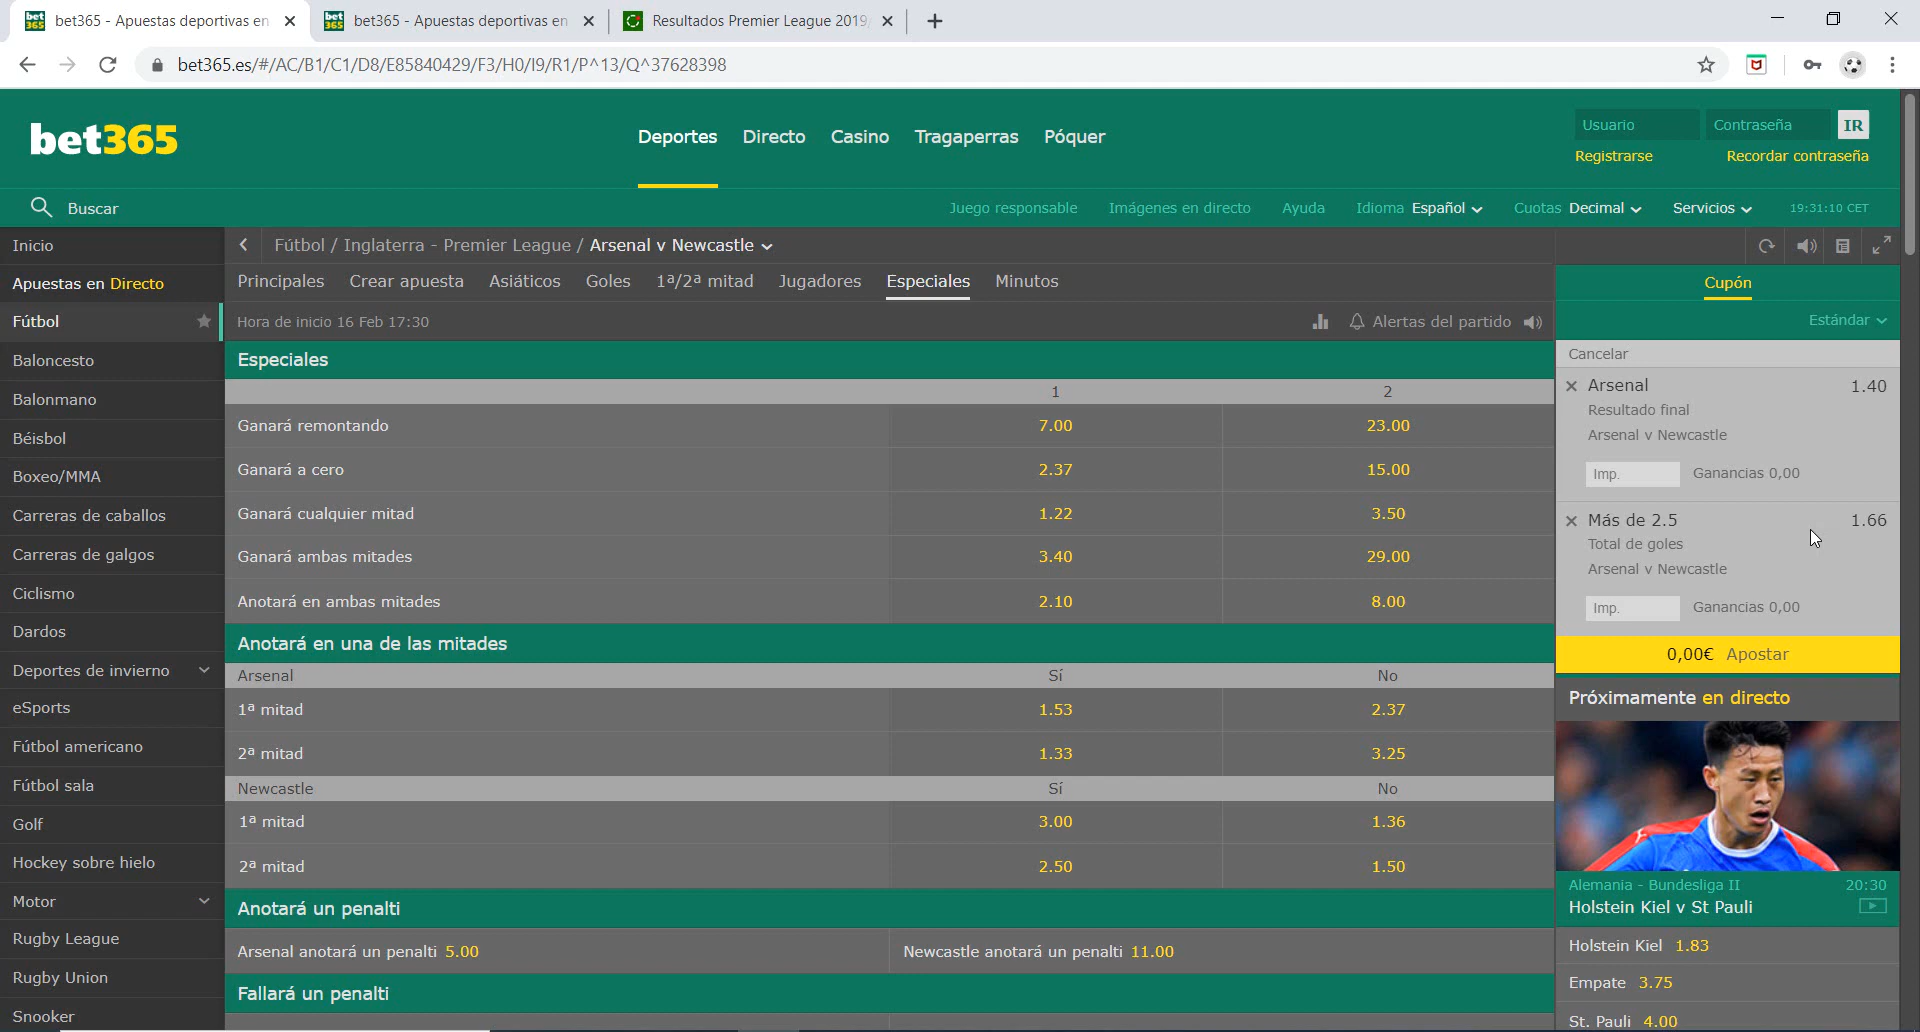 bet365 - Apuestas deportivas en
bet365 - Apuestas deportivas en
Resultados Premier League 2019
bet365.es/#/AC/B1/C1/D8/E85840429/F3/H0/I9/R1/P^13/Q^37628398
bet365
Deportes Directo Casino Tragaperras Póquer
Usuario Contraseña IR
Registrarse Recordar contraseña
Buscar
Juego responsable Imágenes en directo Ayuda Idioma Español Cuotas Decimal Servicios 19:31:10 CET
Inicio
Apuestas en Directo
Fútbol
Baloncesto
Balonmano
Béisbol
Boxeo/MMA
Carreras de caballos
Carreras de galgos
Ciclismo
Dardos
Deportes de invierno
eSports
Fútbol americano
Fútbol sala
Golf
Hockey sobre hielo
Motor
Rugby League
Rugby Union
Snooker
Fútbol / Inglaterra - Premier League / Arsenal v Newcastle
Principales Crear apuesta Asiáticos Goles 1ª/2ª mitad Jugadores Especiales Minutos
Hora de inicio 16 Feb 17:30 Alertas del partido
Especiales
1 2
Ganará remontando 7.00 23.00
Ganará a cero 2.37 15.00
Ganará cualquier mitad 1.22 3.50
Ganará ambas mitades 3.40 29.00
Anotará en ambas mitades 2.10 8.00
Anotará en una de las mitades
Arsenal Sí No
1ª mitad 1.53 2.37
2ª mitad 1.33 3.25
Newcastle Sí No
1ª mitad 3.00 1.36
2ª mitad 2.50 1.50
Anotará un penalti
Arsenal anotará un penalti 5.00 Newcastle anotará un penalti 11.00
Fallará un penalti
Cupón
Estándar
Cancelar
Arsenal 1.40
Resultado final
Arsenal v Newcastle
Imp. Ganancias 0,00
Más de 2.5 1.66
Total de goles
Arsenal v Newcastle
Imp. Ganancias 0,00
0,00€ Apostar
Próximamente en directo
Alemania - Bundesliga II 20:30
Holstein Kiel v St Pauli
Holstein Kiel 1.83
Empate 3.75
St. Pauli 4.00